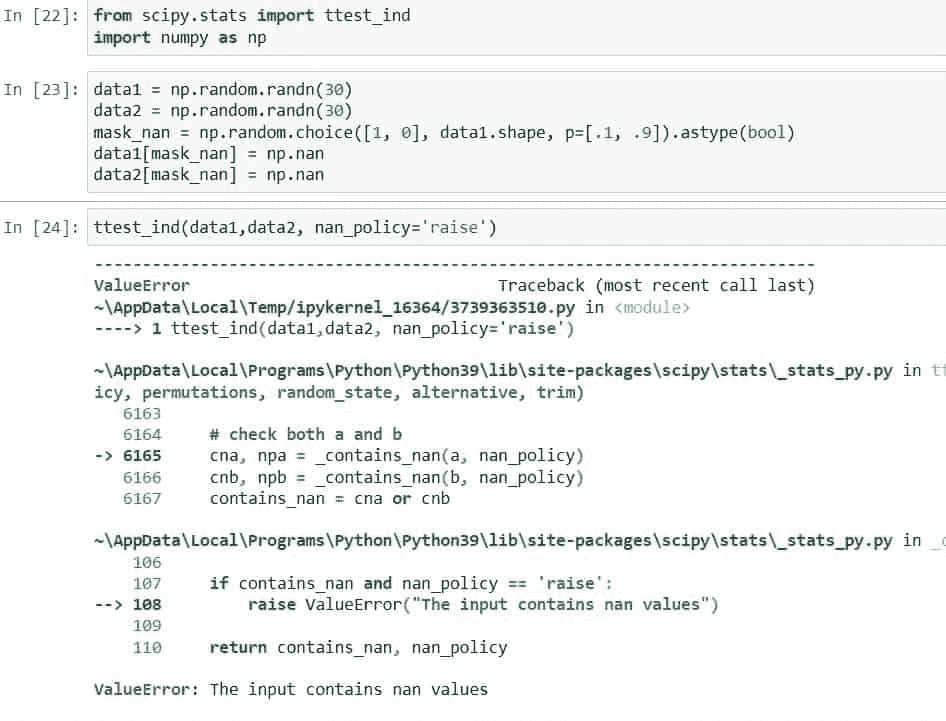 In [22]: from scipy.stats import ttest_ind
import numpy as np
In [23]: data1 = np.random.randn(30)
data2 = np.random.randn(30)
mask_nan = np.random.choice([1, 0], data1.shape, p=[.1, .9]).astype(bool)
data1[mask_nan] = np.nan
data2[mask_nan] = np.nan
In [24]: ttest_ind(data1,data2, nan_policy='raise')
---------------------------------------------------------------------------
ValueError Traceback (most recent call last)
~\AppData\Local\Temp/ipykernel_16364/3739363510.py in <module>
----> 1 ttest_ind(data1,data2, nan_policy='raise')
~\AppData\Local\Programs\Python\Python39\lib\site-packages\scipy\stats\_stats_py.py in
icy, permutations, random_state, alternative, trim)
6163
6164 # check both a and b
-> 6165 cna, npa = _contains_nan(a, nan_policy)
6166 cnb, npb = _contains_nan(b, nan_policy)
6167 contains_nan = cna or cnb
~\AppData\Local\Programs\Python\Python39\lib\site-packages\scipy\stats\_stats_py.py in
106
107 if contains_nan and nan_policy == 'raise':
--> 108 raise ValueError("The input contains nan values")
109
110 return contains_nan, nan_policy
ValueError: The input contains nan values